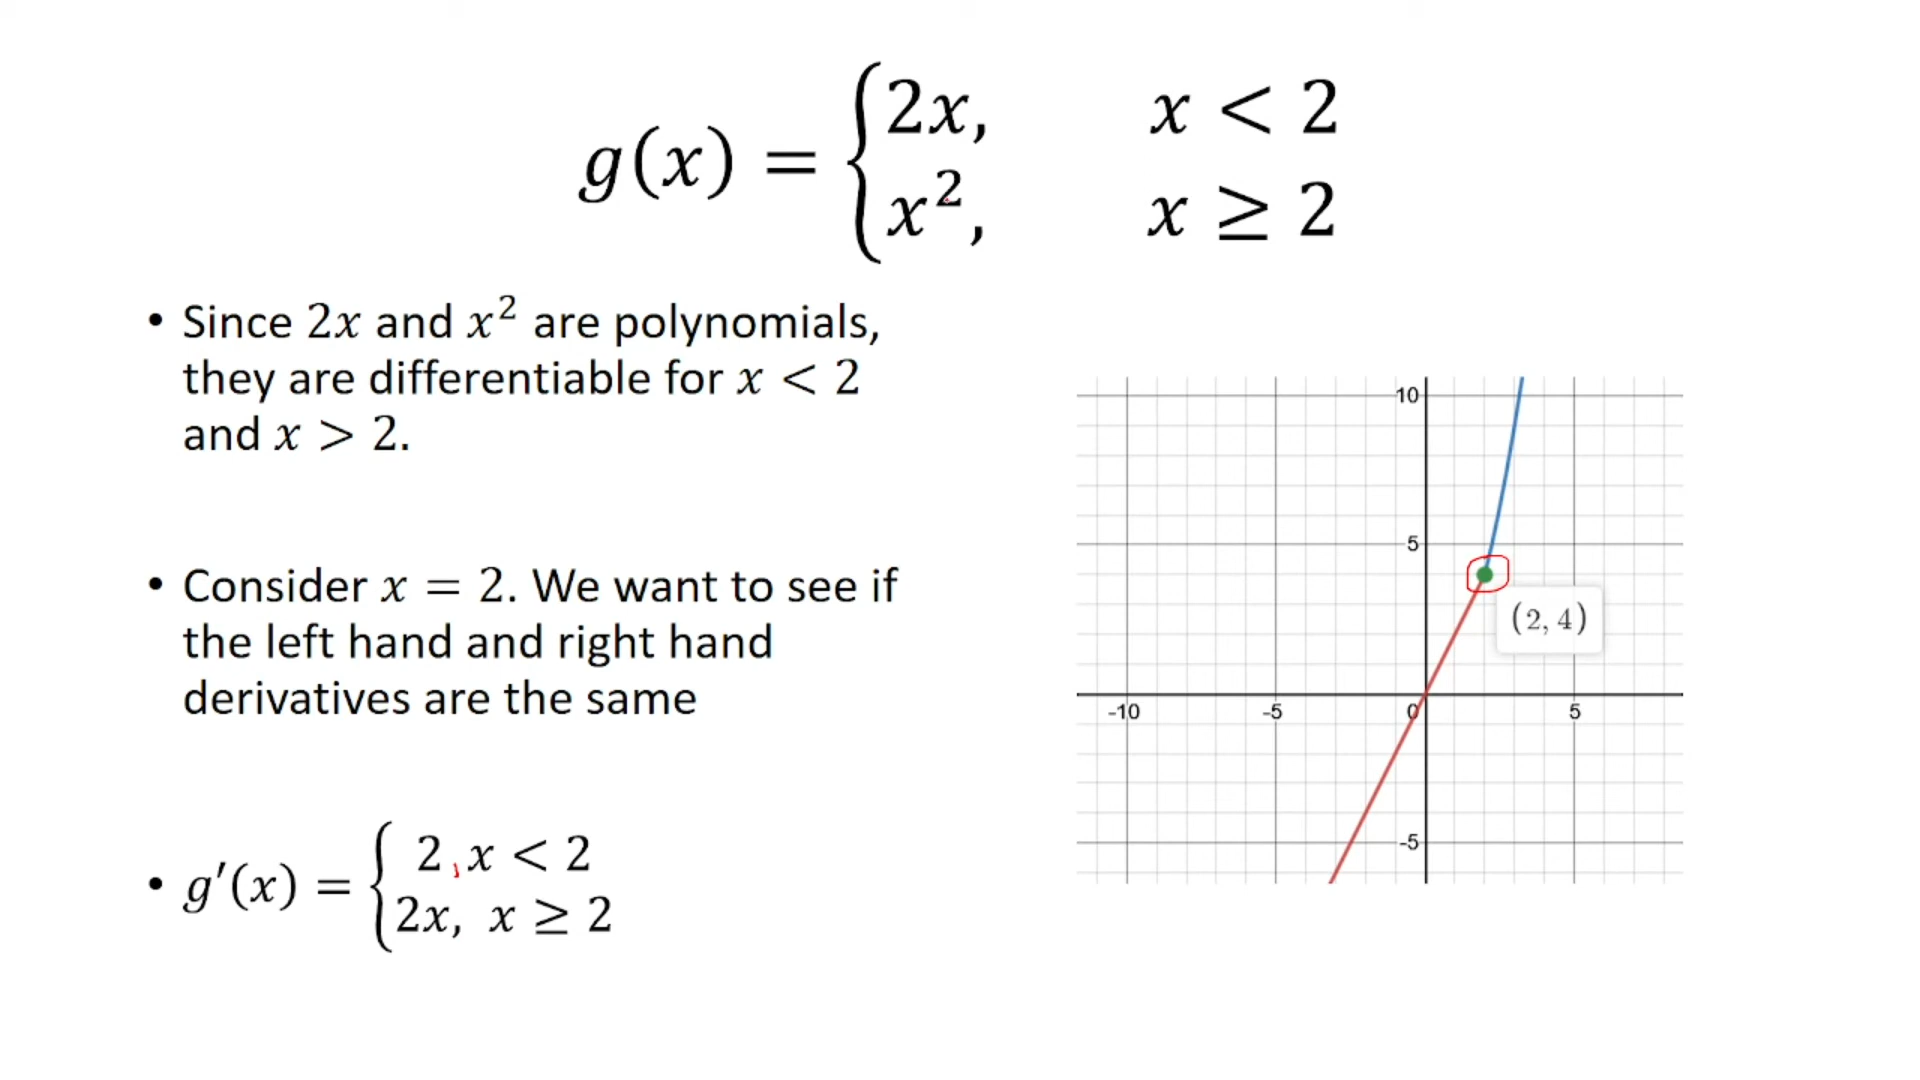 g(x) = { 2x, x < 2
x², x ≥ 2
• Since 2x and x² are polynomials,
they are differentiable for x < 2
and x > 2.
• Consider x = 2. We want to see if
the left hand and right hand
derivatives are the same
• g′(x) = { 2, x < 2
2x, x ≥ 2
10
5
(2, 4)
-10 -5 0 5
-5